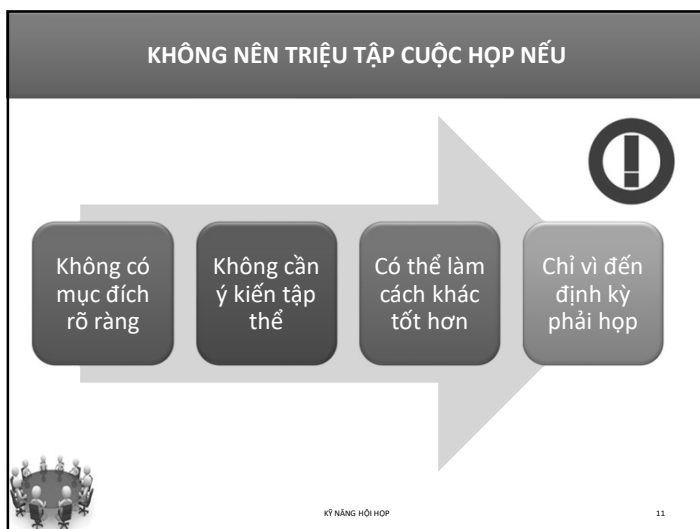 KHÔNG NÊN TRIỆU TẬP CUỘC HỌP NẾU
Không có
mục đích
rõ ràng
Không cần
ý kiến tập
thể
Có thể làm
cách khác
tốt hơn
Chỉ vì đến
định kỳ
phải họp
KỸ NĂNG HỘI HỌP
11